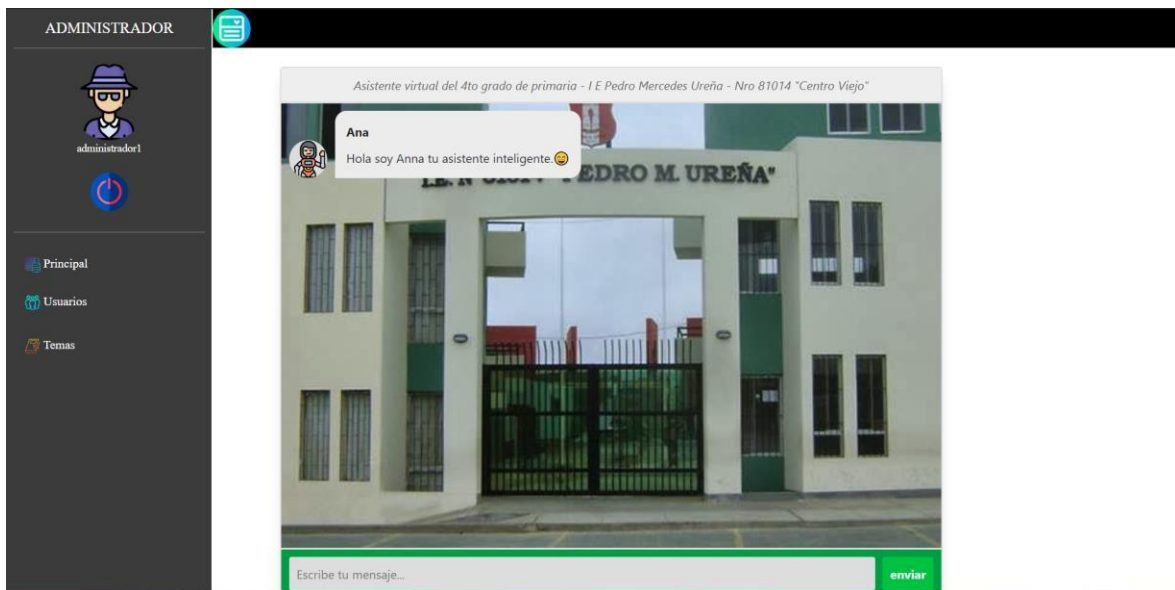 ADMINISTRADOR
administrador1
Principal
Usuarios
Temas
Asistente virtual del 4to grado de primaria - I E Pedro Mercedes Ureña - Nro 81014 "Centro Viejo"
Ana
Hola soy Anna tu asistente inteligente.😄
PEDRO M. UREÑA"
Escribe tu mensaje...
enviar